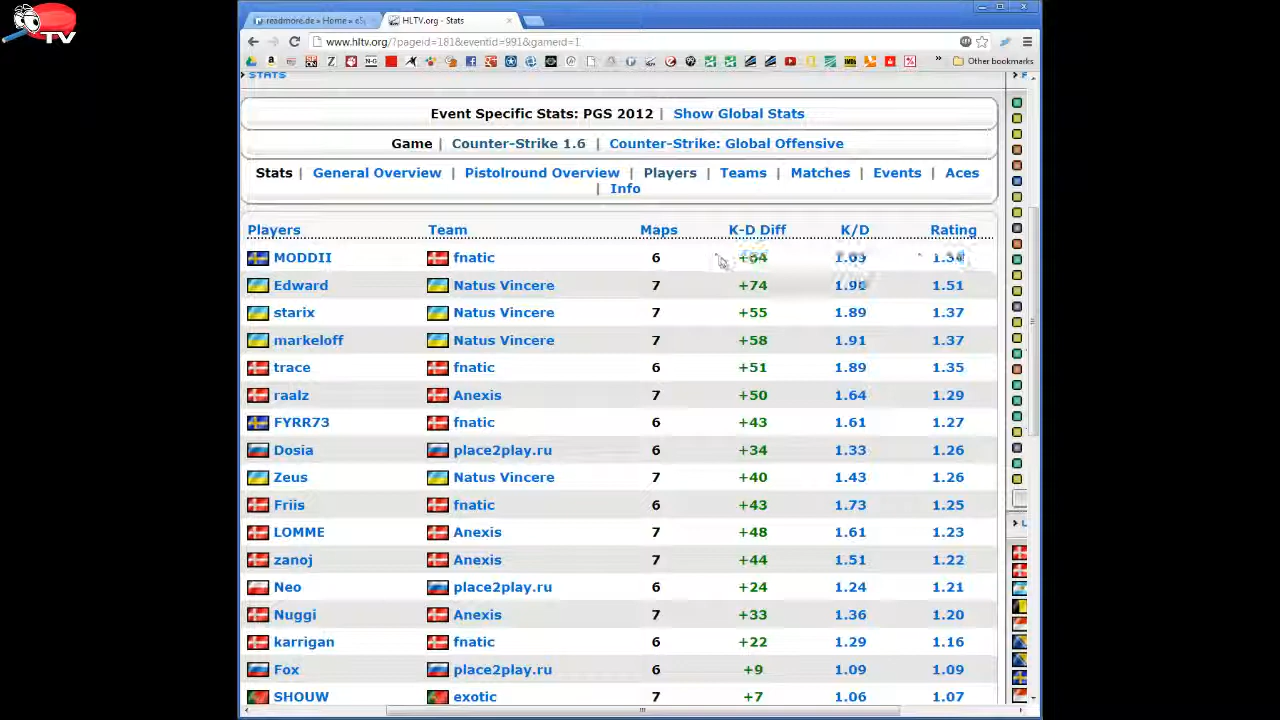 TV
readmore.de » Home » eSp
HLTV.org - Stats
www.hltv.org/?pageid=181&eventid=991&gameid=1
Other bookmarks
STATS
Event Specific Stats: PGS 2012 | Show Global Stats
Game | Counter-Strike 1.6 | Counter-Strike: Global Offensive
Stats | General Overview | Pistolround Overview | Players | Teams | Matches | Events | Aces
| Info
Players Team Maps K-D Diff K/D Rating
MODDII fnatic 6
Edward Natus Vincere 7 +74 1.51
starix Natus Vincere 7 +55 1.89 1.37
markeloff Natus Vincere 7 +58 1.91 1.37
trace fnatic 6 +51 1.89 1.35
raalz Anexis 7 +50 1.64 1.29
FYRR73 fnatic 6 +43 1.61 1.27
Dosia place2play.ru 6 +34 1.33 1.26
Zeus Natus Vincere 7 +40 1.43 1.26
Friis fnatic 6 +43 1.73 1.25
LOMME Anexis 7 +48 1.61 1.23
zanoj Anexis 7 +44 1.51 1.22
Neo place2play.ru 6 +24 1.24 1.21
Nuggi Anexis 7 +33 1.36 1.20
karrigan fnatic 6 +22 1.29 1.16
Fox place2play.ru 6 +9 1.09 1.09
SHOUW exotic 7 +7 1.06 1.07